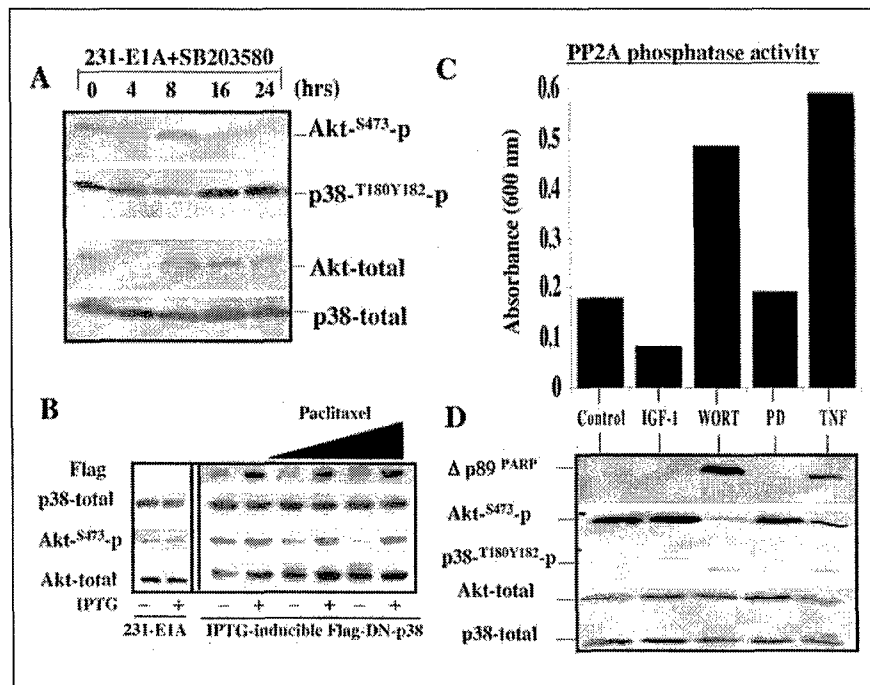 A
231-E1A+SB203580
0 4 8 16 24 (hrs)
Akt-S473-p
p38-T180Y182-p
Akt-total
p38-total
B
Paclitaxel
Flag
p38-total
Akt-S473-p
Akt-total
IPTG - + - + - + - +
231-E1A IPTG-inducible Flag-DN-p38
C
PP2A phosphatase activity
Absorbance (600 nm)
0.6
0.5
0.4
0.3
0.2
0.1
0
Control IGF-1 WORT PD TNF
D
Δ p89 PARP
Akt-S473-p
p38-T180Y182-p
Akt-total
p38-total